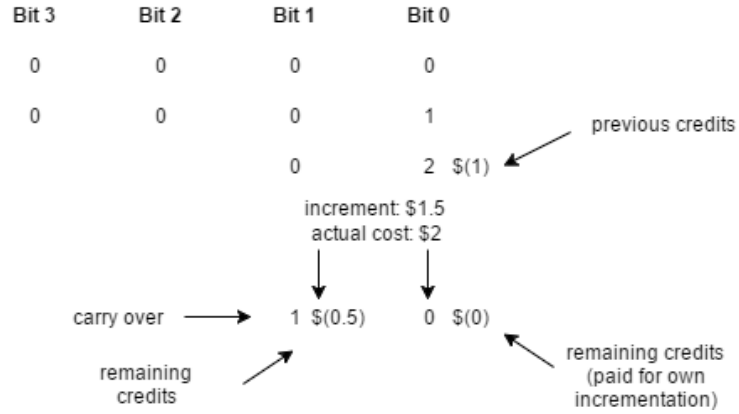 Bit 3 Bit 2 Bit 1 Bit 0
0 0 0 0
0 0 0 1
previous credits
0 2 $(1)
increment: $1.5
actual cost: $2
carry over 1 $(0.5) 0 $(0)
remaining
credits
remaining credits
(paid for own
incrementation)